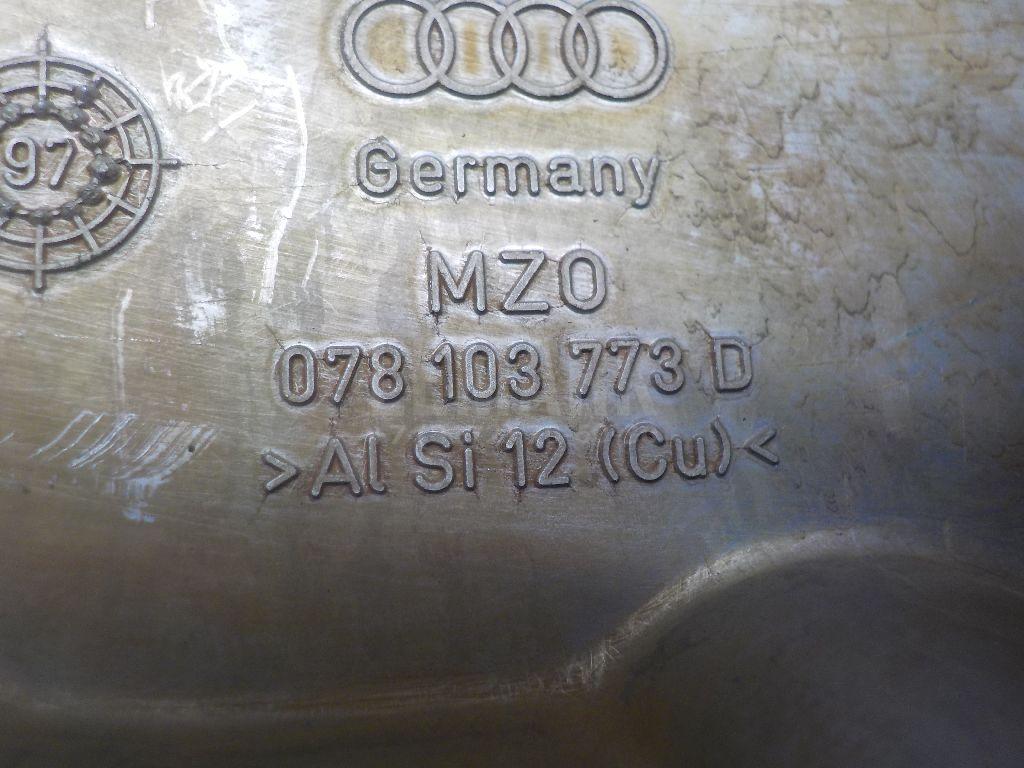 97
Germany
MZO
078 103 773 D
>Al Si 12 (Cu)<